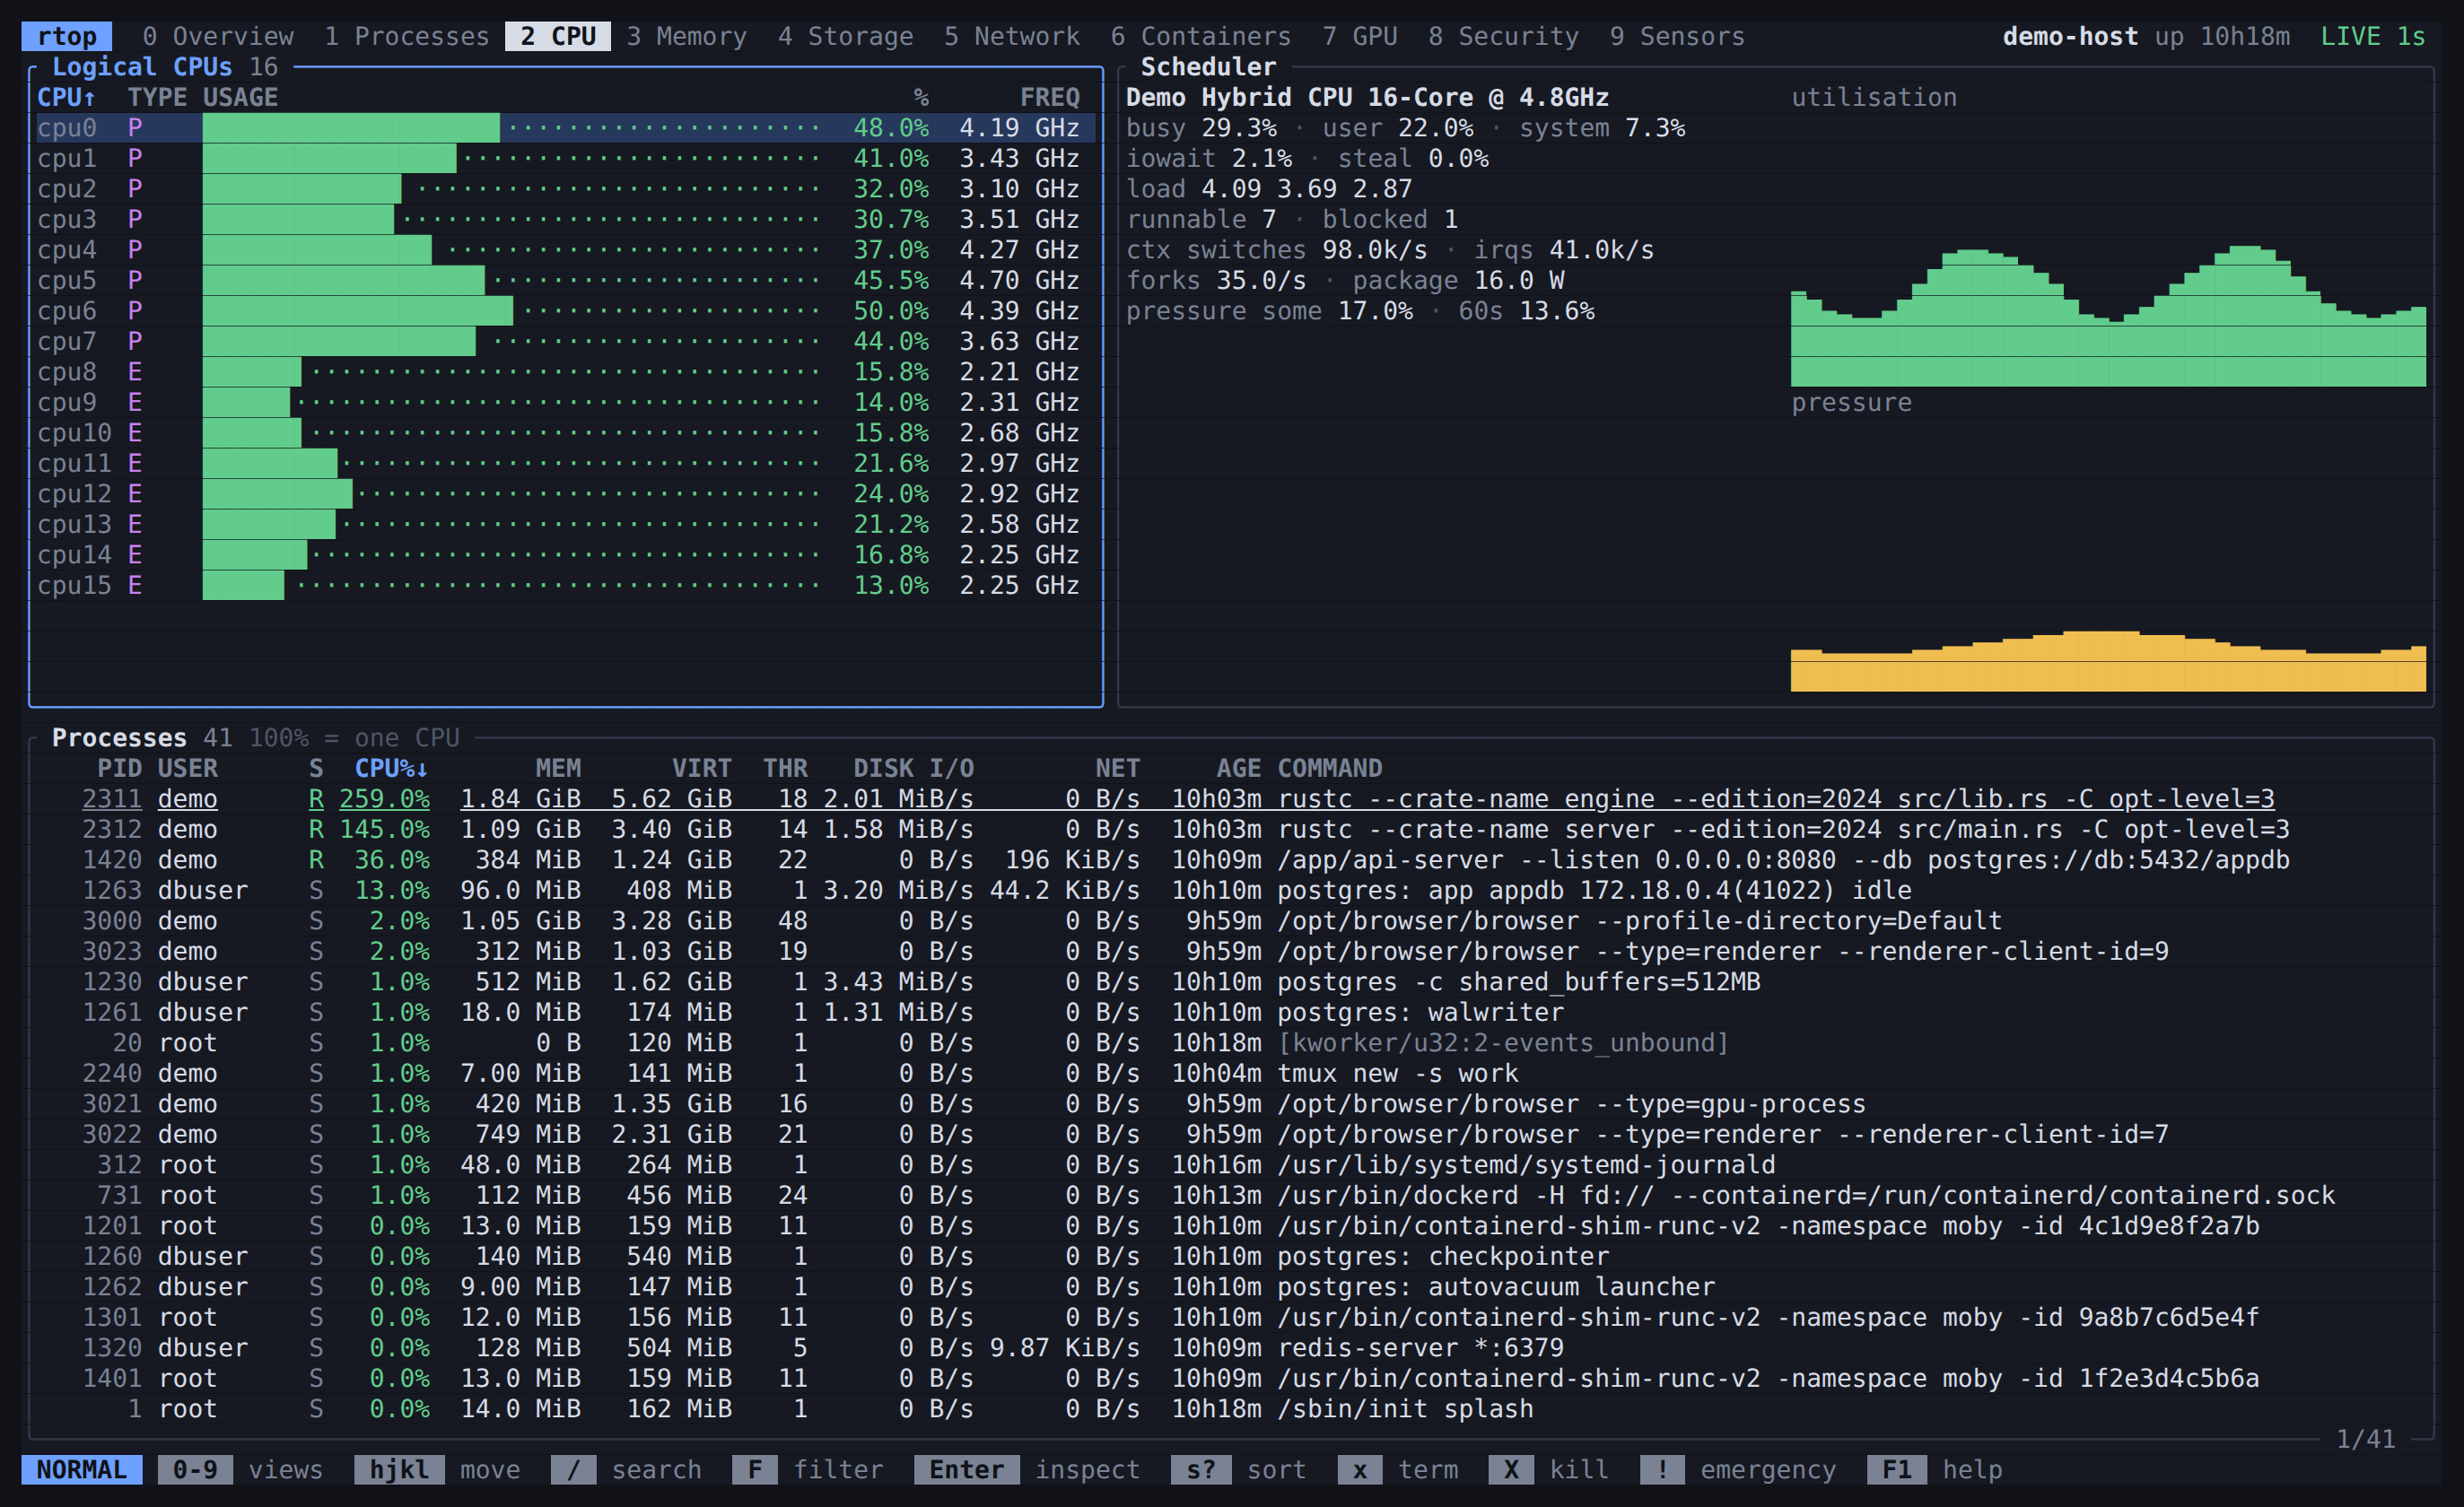 rtop 0 Overview 1 Processes 2 CPU 3 Memory 4 Storage 5 Network 6 Containers 7 GPU 8 Security 9 Sensors demo-host up 10h18m LIVE 1s
Logical CPUs 16
CPU↑ TYPE USAGE % FREQ
cpu0 P 48.0% 4.19 GHz
cpu1 P 41.0% 3.43 GHz
cpu2 P 32.0% 3.10 GHz
cpu3 P 30.7% 3.51 GHz
cpu4 P 37.0% 4.27 GHz
cpu5 P 45.5% 4.70 GHz
cpu6 P 50.0% 4.39 GHz
cpu7 P 44.0% 3.63 GHz
cpu8 E 15.8% 2.21 GHz
cpu9 E 14.0% 2.31 GHz
cpu10 E 15.8% 2.68 GHz
cpu11 E 21.6% 2.97 GHz
cpu12 E 24.0% 2.92 GHz
cpu13 E 21.2% 2.58 GHz
cpu14 E 16.8% 2.25 GHz
cpu15 E 13.0% 2.25 GHz
Scheduler
Demo Hybrid CPU 16-Core @ 4.8GHz
busy 29.3% · user 22.0% · system 7.3%
iowait 2.1% · steal 0.0%
load 4.09 3.69 2.87
runnable 7 · blocked 1
ctx switches 98.0k/s · irqs 41.0k/s
forks 35.0/s · package 16.0 W
pressure some 17.0% · 60s 13.6%
utilisation
pressure
Processes 41 100% = one CPU
PID USER S CPU%↓ MEM VIRT THR DISK I/O NET AGE COMMAND
2311 demo R 259.0% 1.84 GiB 5.62 GiB 18 2.01 MiB/s 0 B/s 10h03m rustc --crate-name engine --edition=2024 src/lib.rs -C opt-level=3
2312 demo R 145.0% 1.09 GiB 3.40 GiB 14 1.58 MiB/s 0 B/s 10h03m rustc --crate-name server --edition=2024 src/main.rs -C opt-level=3
1420 demo R 36.0% 384 MiB 1.24 GiB 22 0 B/s 196 KiB/s 10h09m /app/api-server --listen 0.0.0.0:8080 --db postgres://db:5432/appdb
1263 dbuser S 13.0% 96.0 MiB 408 MiB 1 3.20 MiB/s 44.2 KiB/s 10h10m postgres: app appdb 172.18.0.4(41022) idle
3000 demo S 2.0% 1.05 GiB 3.28 GiB 48 0 B/s 0 B/s 9h59m /opt/browser/browser --profile-directory=Default
3023 demo S 2.0% 312 MiB 1.03 GiB 19 0 B/s 0 B/s 9h59m /opt/browser/browser --type=renderer --renderer-client-id=9
1230 dbuser S 1.0% 512 MiB 1.62 GiB 1 3.43 MiB/s 0 B/s 10h10m postgres -c shared_buffers=512MB
1261 dbuser S 1.0% 18.0 MiB 174 MiB 1 1.31 MiB/s 0 B/s 10h10m postgres: walwriter
20 root S 1.0% 0 B 120 MiB 1 0 B/s 0 B/s 10h18m [kworker/u32:2-events_unbound]
2240 demo S 1.0% 7.00 MiB 141 MiB 1 0 B/s 0 B/s 10h04m tmux new -s work
3021 demo S 1.0% 420 MiB 1.35 GiB 16 0 B/s 0 B/s 9h59m /opt/browser/browser --type=gpu-process
3022 demo S 1.0% 749 MiB 2.31 GiB 21 0 B/s 0 B/s 9h59m /opt/browser/browser --type=renderer --renderer-client-id=7
312 root S 1.0% 48.0 MiB 264 MiB 1 0 B/s 0 B/s 10h16m /usr/lib/systemd/systemd-journald
731 root S 1.0% 112 MiB 456 MiB 24 0 B/s 0 B/s 10h13m /usr/bin/dockerd -H fd:// --containerd=/run/containerd/containerd.sock
1201 root S 0.0% 13.0 MiB 159 MiB 11 0 B/s 0 B/s 10h10m /usr/bin/containerd-shim-runc-v2 -namespace moby -id 4c1d9e8f2a7b
1260 dbuser S 0.0% 140 MiB 540 MiB 1 0 B/s 0 B/s 10h10m postgres: checkpointer
1262 dbuser S 0.0% 9.00 MiB 147 MiB 1 0 B/s 0 B/s 10h10m postgres: autovacuum launcher
1301 root S 0.0% 12.0 MiB 156 MiB 11 0 B/s 0 B/s 10h10m /usr/bin/containerd-shim-runc-v2 -namespace moby -id 9a8b7c6d5e4f
1320 dbuser S 0.0% 128 MiB 504 MiB 5 0 B/s 9.87 KiB/s 10h09m redis-server *:6379
1401 root S 0.0% 13.0 MiB 159 MiB 11 0 B/s 0 B/s 10h09m /usr/bin/containerd-shim-runc-v2 -namespace moby -id 1f2e3d4c5b6a
1 root S 0.0% 14.0 MiB 162 MiB 1 0 B/s 0 B/s 10h18m /sbin/init splash
1/41
NORMAL 0-9 views hjkl move / search F filter Enter inspect s? sort x term X kill ! emergency F1 help